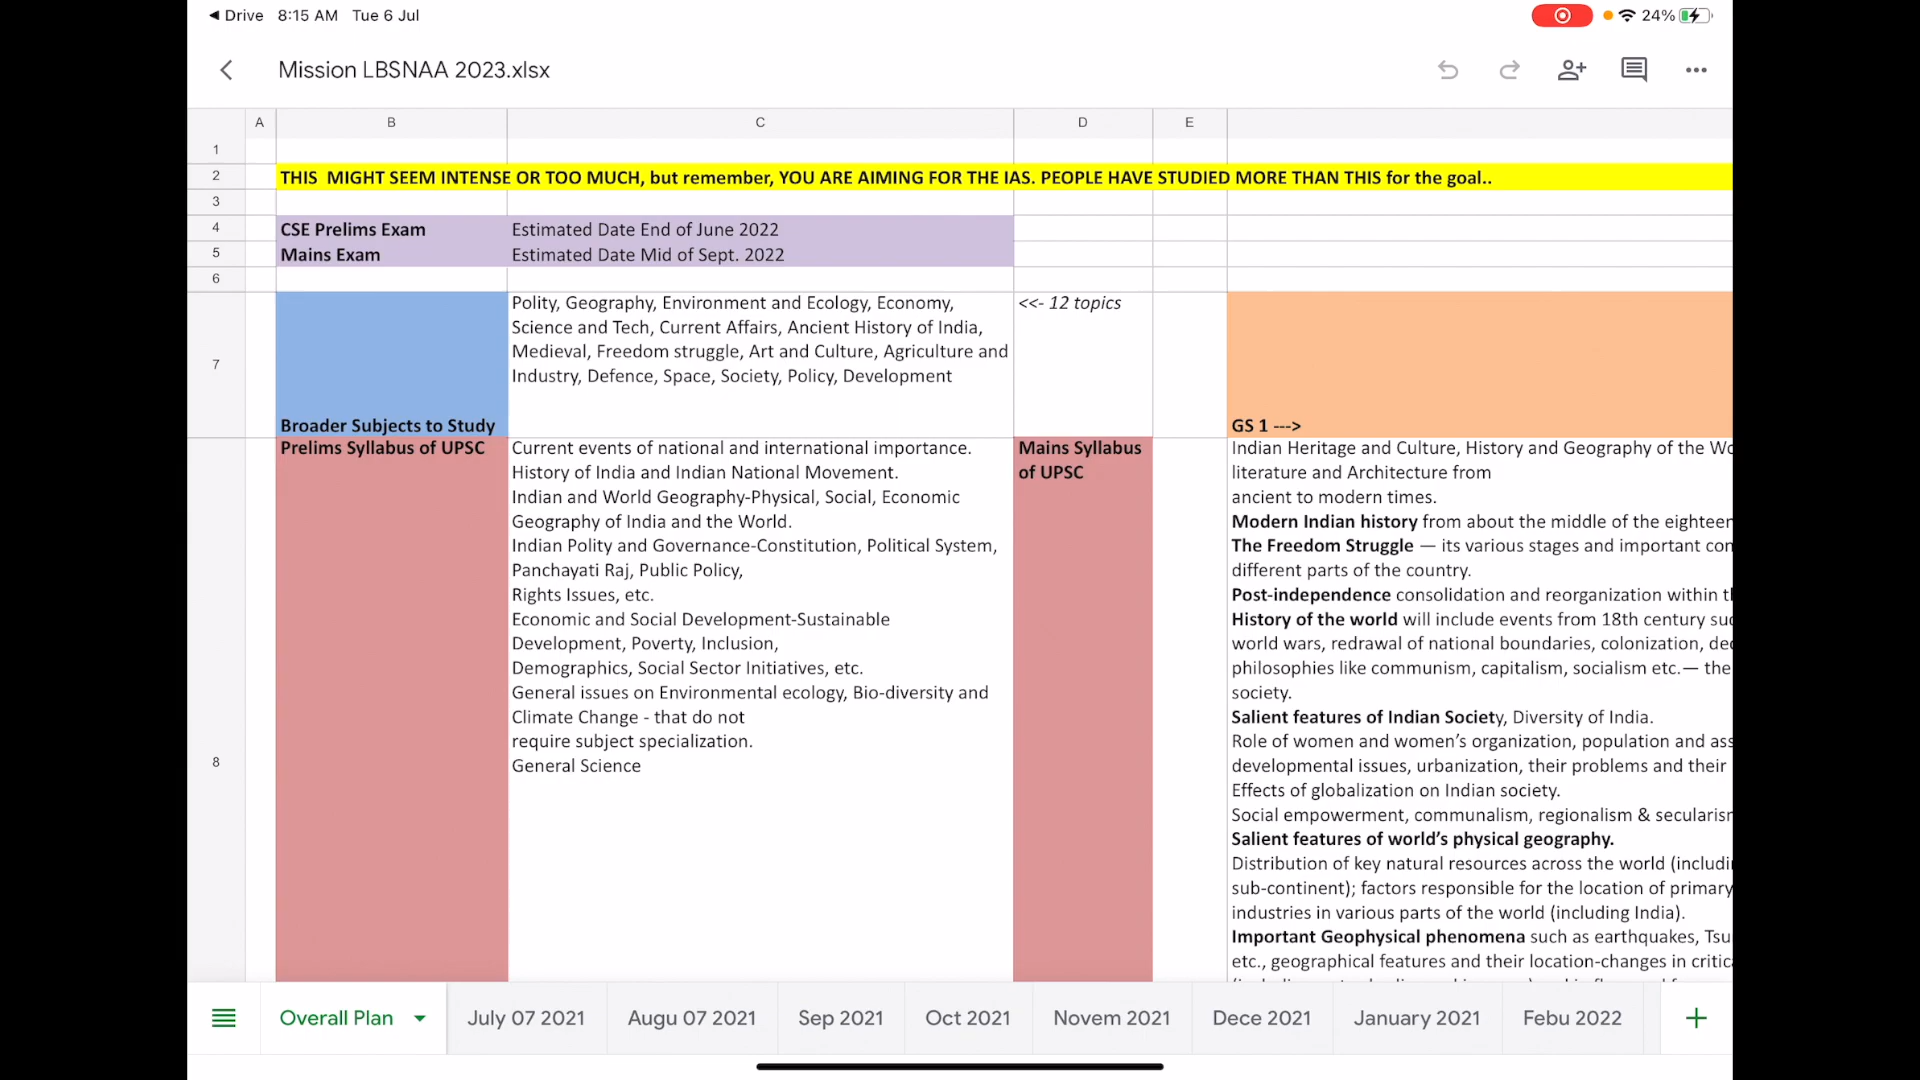 Drive 8:15 AM Tue 6 Jul
24%
Mission LBSNAA 2023.xlsx
A B C D E
1
2 THIS MIGHT SEEM INTENSE OR TOO MUCH, but remember, YOU ARE AIMING FOR THE IAS. PEOPLE HAVE STUDIED MORE THAN THIS for the goal..
3
4 CSE Prelims Exam Estimated Date End of June 2022
5 Mains Exam Estimated Date Mid of Sept. 2022
6
7
Broader Subjects to Study
Polity, Geography, Environment and Ecology, Economy,
Science and Tech, Current Affairs, Ancient History of India,
Medieval, Freedom struggle, Art and Culture, Agriculture and
Industry, Defence, Space, Society, Policy, Development
<<- 12 topics
GS 1 --->
8
Prelims Syllabus of UPSC
Current events of national and international importance.
History of India and Indian National Movement.
Indian and World Geography-Physical, Social, Economic
Geography of India and the World.
Indian Polity and Governance-Constitution, Political System,
Panchayati Raj, Public Policy,
Rights Issues, etc.
Economic and Social Development-Sustainable
Development, Poverty, Inclusion,
Demographics, Social Sector Initiatives, etc.
General issues on Environmental ecology, Bio-diversity and
Climate Change - that do not
require subject specialization.
General Science
Mains Syllabus
of UPSC
Indian Heritage and Culture, History and Geography of the
literature and Architecture from
ancient to modern times.
Modern Indian history from about the middle of the
The Freedom Struggle — its various stages and important
different parts of the country.
Post-independence consolidation and reorganization within
History of the world will include events from 18th century
world wars, redrawal of national boundaries, colonization,
philosophies like communism, capitalism, socialism etc.— the
society.
Salient features of Indian Society, Diversity of India.
Role of women and women's organization, population and
developmental issues, urbanization, their problems and their
Effects of globalization on Indian society.
Social empowerment, communalism, regionalism &
Salient features of world's physical geography.
Distribution of key natural resources across the world
sub-continent); factors responsible for the location of primary
industries in various parts of the world (including India).
Important Geophysical phenomena such as earthquakes,
etc., geographical features and their location-changes in
Overall Plan July 07 2021 Augu 07 2021 Sep 2021 Oct 2021 Novem 2021 Dece 2021 January 2021 Febu 2022